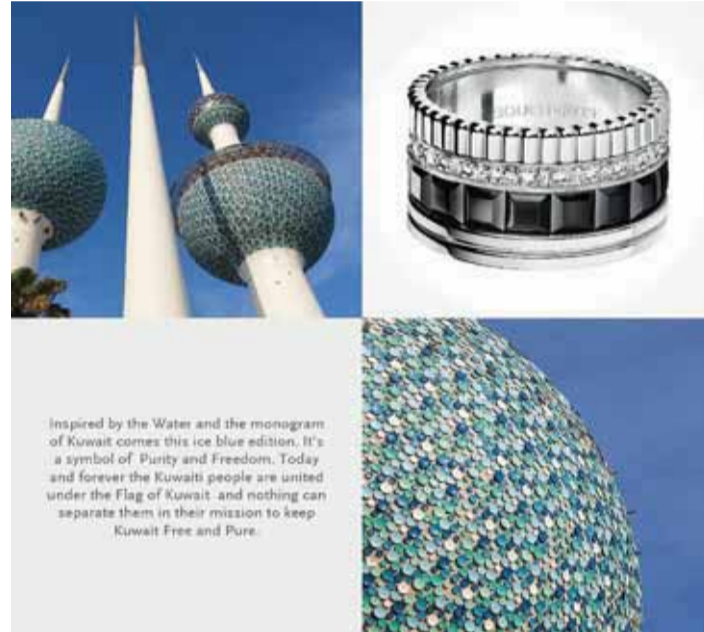 BOUCHERON
Inspired by the Water and the monogram
of Kuwait comes this ice blue edition. It's
a symbol of Purity and Freedom. Today
and forever the Kuwaiti people are united
under the Flag of Kuwait and nothing can
separate them in their mission to keep
Kuwait Free and Pure.